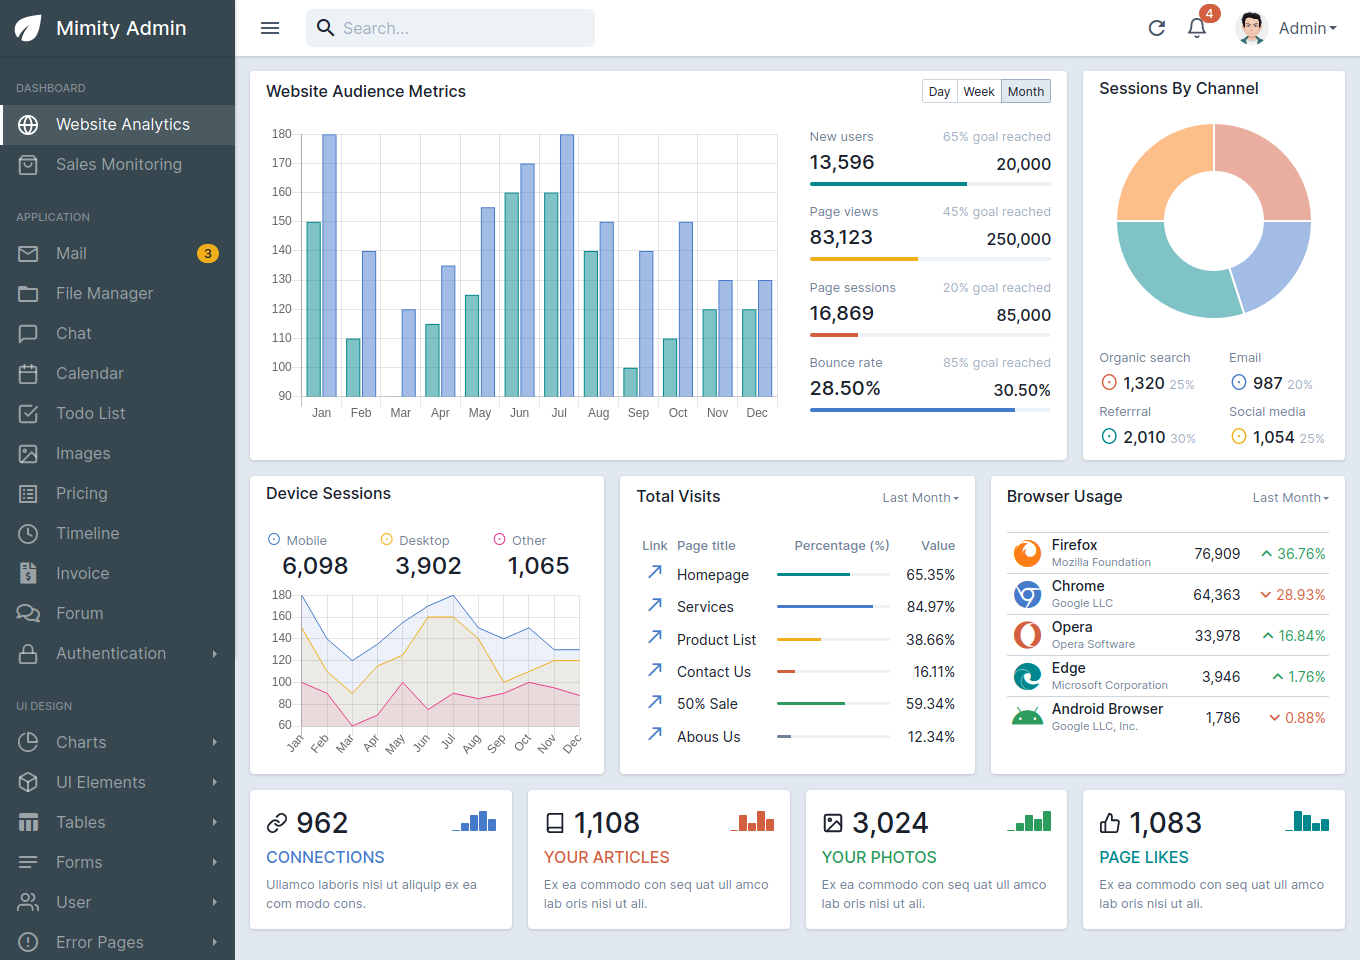 Mimity Admin
Search...
4
Admin
DASHBOARD
Website Analytics
Sales Monitoring
APPLICATION
Mail
3
File Manager
Chat
Calendar
Todo List
Images
Pricing
Timeline
Invoice
Forum
Authentication
UI DESIGN
Charts
UI Elements
Tables
Forms
User
Error Pages
Website Audience Metrics
Day Week Month
180
170
160
150
140
130
120
110
100
90
Jan Feb Mar Apr May Jun Jul Aug Sep Oct Nov Dec
New users 65% goal reached
13,596 20,000
Page views 45% goal reached
83,123 250,000
Page sessions 20% goal reached
16,869 85,000
Bounce rate 85% goal reached
28.50% 30.50%
Sessions By Channel
Organic search Email
1,320 25% 987 20%
Referrral Social media
2,010 30% 1,054 25%
Device Sessions
Mobile Desktop Other
6,098 3,902 1,065
180
160
140
120
100
80
60
Jan Feb Mar Apr May Jun Jul Aug Sep Oct Nov Dec
Total Visits Last Month
Link Page title Percentage (%) Value
Homepage 65.35%
Services 84.97%
Product List 38.66%
Contact Us 16.11%
50% Sale 59.34%
Abous Us 12.34%
Browser Usage Last Month
Firefox
Mozilla Foundation
76,909 36.76%
Chrome
Google LLC
64,363 28.93%
Opera
Opera Software
33,978 16.84%
Edge
Microsoft Corporation
3,946 1.76%
Android Browser
Google LLC, Inc.
1,786 0.88%
962
CONNECTIONS
Ullamco laboris nisi ut aliquip ex ea
com modo cons.
1,108
YOUR ARTICLES
Ex ea commodo con seq uat ull amco
lab oris nisi ut ali.
3,024
YOUR PHOTOS
Ex ea commodo con seq uat ull amco
lab oris nisi ut ali.
1,083
PAGE LIKES
Ex ea commodo con seq uat ull amco
lab oris nisi ut ali.